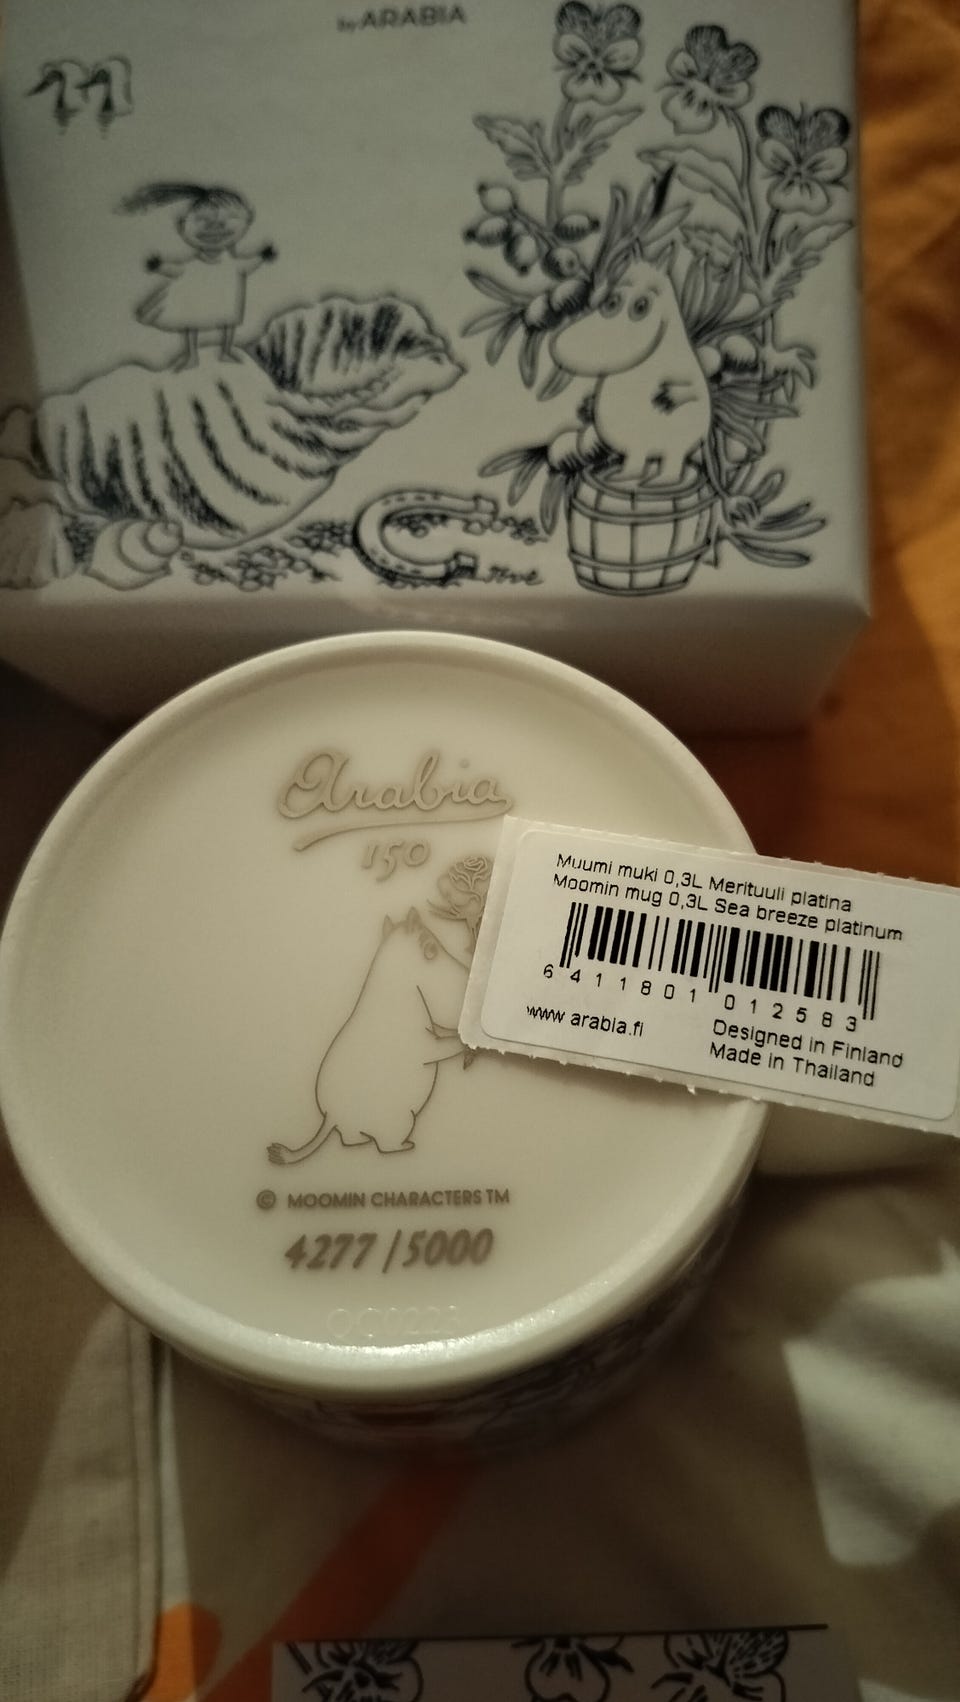 by ARABIA
Tove
Arabia
150
Muumi muki 0,3L Merituuli platina
Moomin mug 0,3L Sea breeze platinum
6 411801 012583
www arabia.fi
Designed in Finland
Made in Thailand
© MOOMIN CHARACTERS TM
4277/5000